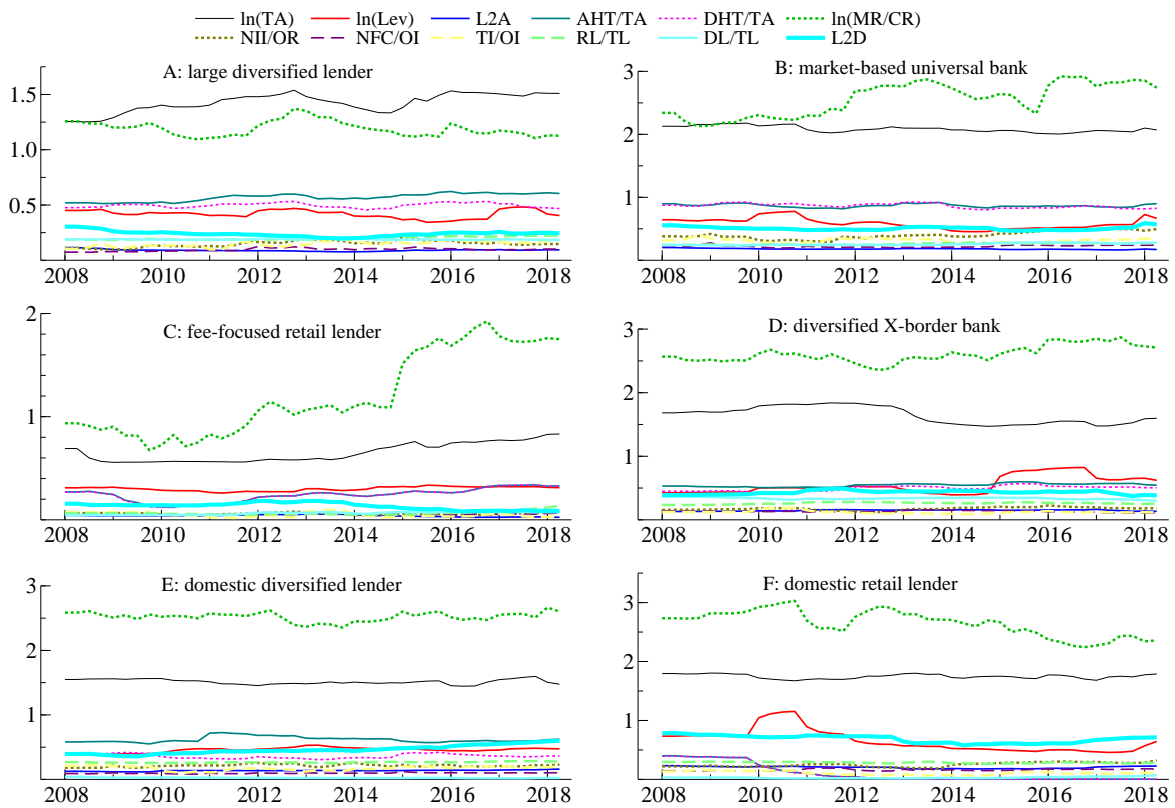 ln(TA) ln(Lev) L2A AHT/TA DHT/TA ln(MR/CR)
NII/OR NFC/OI TI/OI RL/TL DL/TL L2D
A: large diversified lender
1.5
1.0
0.5
2008 2010 2012 2014 2016 2018
B: market-based universal bank
3
2
1
2008 2010 2012 2014 2016 2018
C: fee-focused retail lender
2
1
2008 2010 2012 2014 2016 2018
D: diversified X-border bank
3
2
1
2008 2010 2012 2014 2016 2018
E: domestic diversified lender
3
2
1
2008 2010 2012 2014 2016 2018
F: domestic retail lender
3
2
1
2008 2010 2012 2014 2016 2018